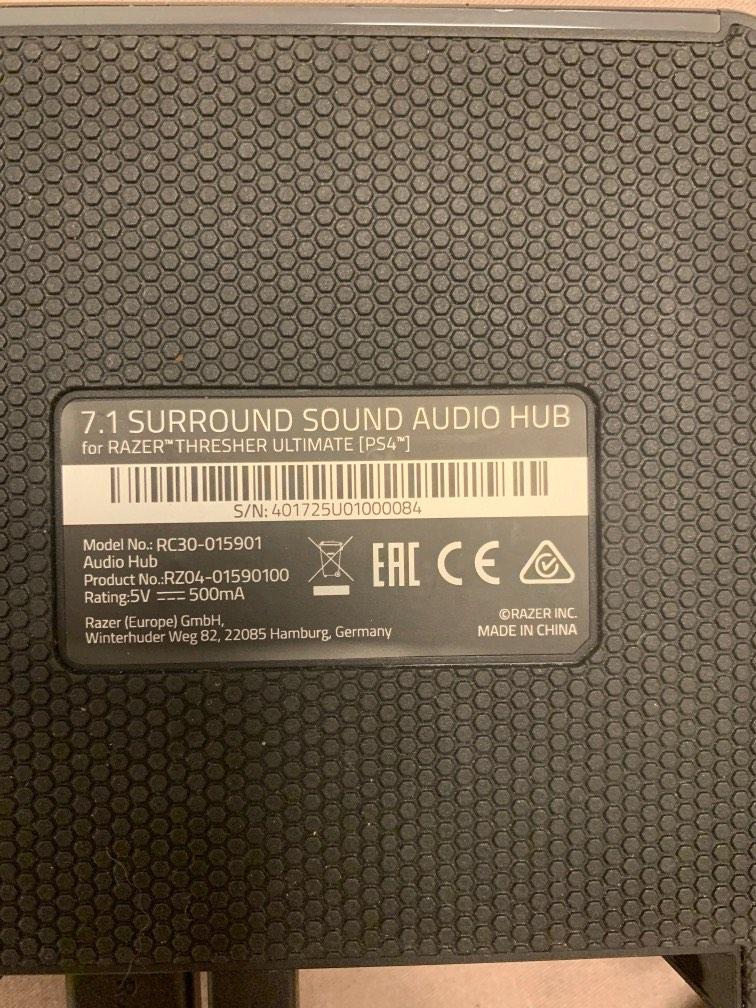 7.1 SURROUND SOUND AUDIO HUB
for RAZER™ THRESHER ULTIMATE [PS4™]
S/N: 401725U01000084
Model No.: RC30-015901
Audio Hub
Product No.:RZ04-01590100
Rating:5V ⎓ 500mA
EAC CE
Razer (Europe) GmbH,
Winterhuder Weg 82, 22085 Hamburg, Germany
©RAZER INC.
MADE IN CHINA